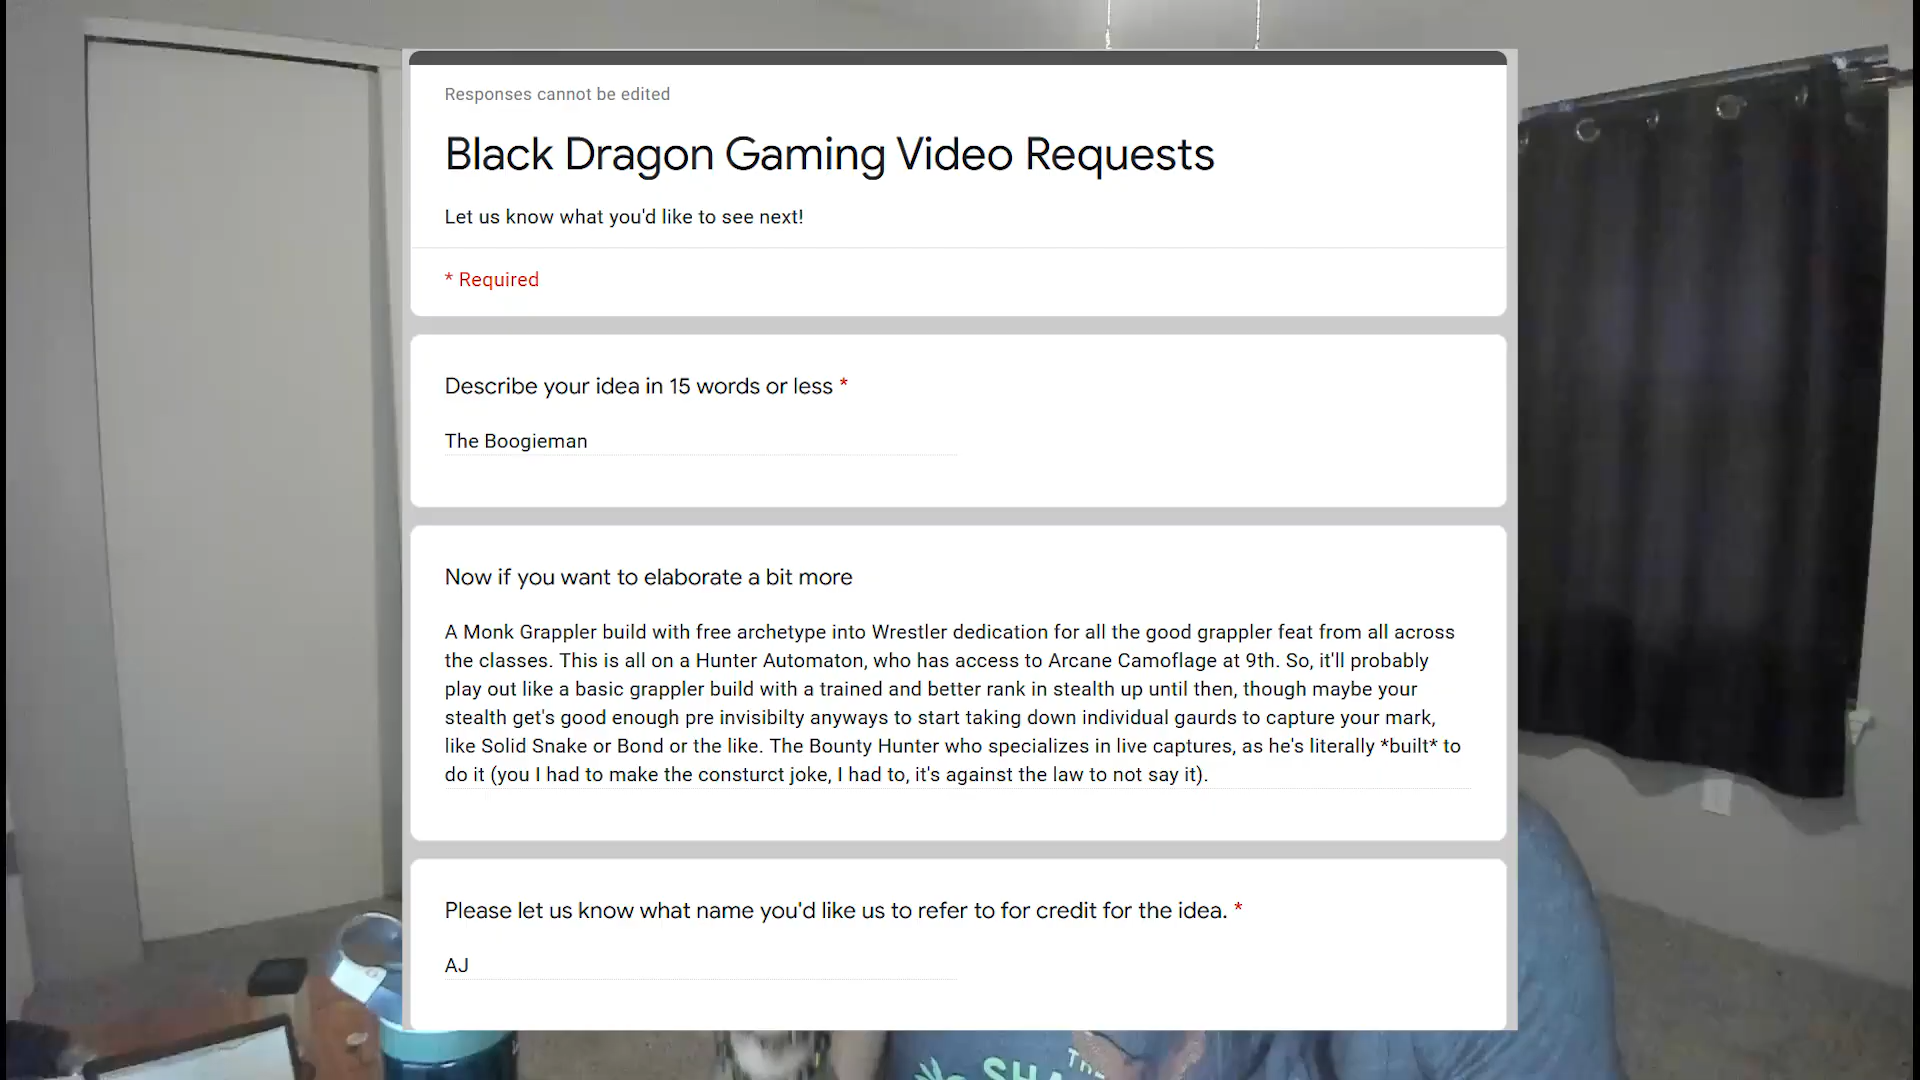 Responses cannot be edited
Black Dragon Gaming Video Requests
Let us know what you'd like to see next!
* Required
Describe your idea in 15 words or less *
The Boogieman
Now if you want to elaborate a bit more
A Monk Grappler build with free archetype into Wrestler dedication for all the good grappler feat from all across
the classes. This is all on a Hunter Automaton, who has access to Arcane Camoflage at 9th. So, it'll probably
play out like a basic grappler build with a trained and better rank in stealth up until then, though maybe your
stealth get's good enough pre invisibilty anyways to start taking down individual gaurds to capture your mark,
like Solid Snake or Bond or the like. The Bounty Hunter who specializes in live captures, as he's literally *built* to
do it (you I had to make the consturct joke, I had to, it's against the law to not say it).
Please let us know what name you'd like us to refer to for credit for the idea. *
AJ
THE